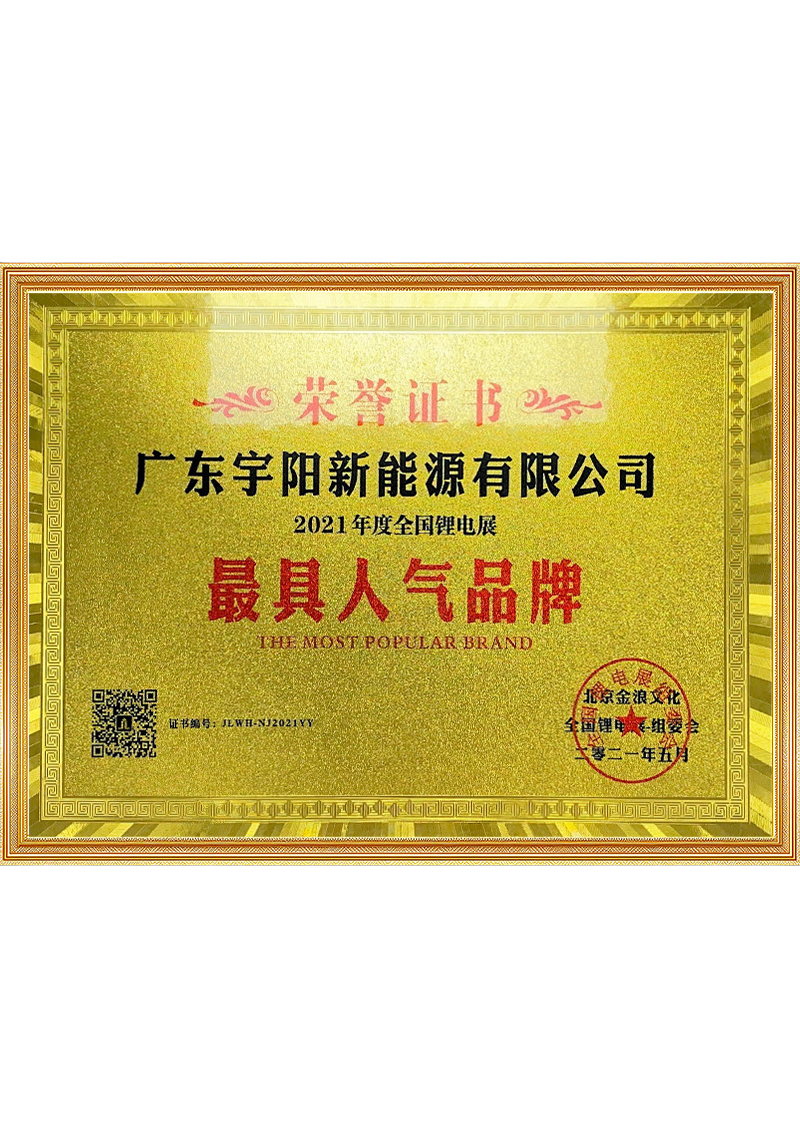 荣誉证书
广东宇阳新能源有限公司
2021年度全国锂电展
最具人气品牌
THE MOST POPULAR BRAND
证书编号：JLWH-NJ2021YY
北京金浪文化
全国锂电展-组委会
二零二一年五月